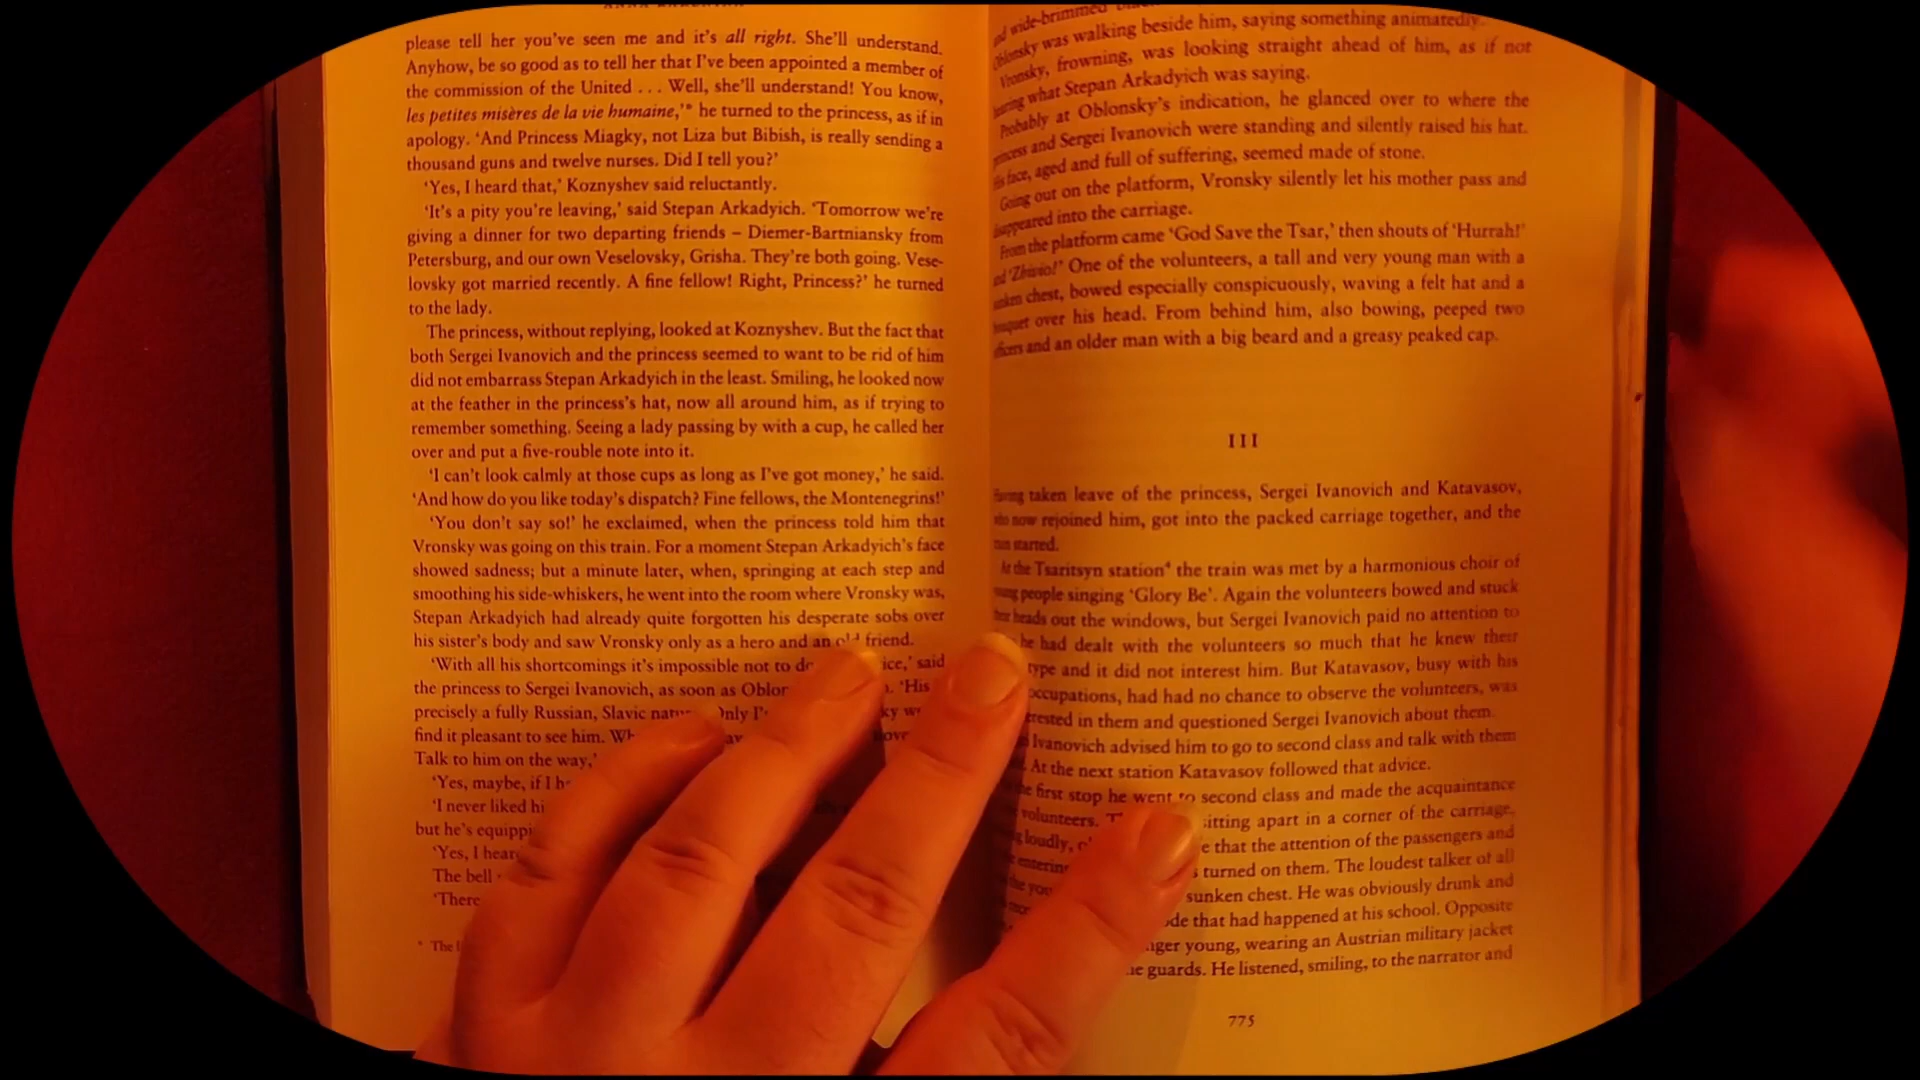 please tell her you've seen me and it's all right. She'll understand.
Anyhow, be so good as to tell her that I've been appointed a member of
the commission of the United . . . Well, she'll understand! You know,
les petites misères de la vie humaine,'* he turned to the princess, as if in
apology. 'And Princess Miagky, not Liza but Bibish, is really sending a
thousand guns and twelve nurses. Did I tell you?'
'Yes, I heard that,' Koznyshev said reluctantly.
'It's a pity you're leaving,' said Stepan Arkadyich. 'Tomorrow we're
giving a dinner for two departing friends – Diemer-Bartniansky from
Petersburg, and our own Veselovsky, Grisha. They're both going. Vese-
lovsky got married recently. A fine fellow! Right, Princess?' he turned
to the lady.
The princess, without replying, looked at Koznyshev. But the fact that
both Sergei Ivanovich and the princess seemed to want to be rid of him
did not embarrass Stepan Arkadyich in the least. Smiling, he looked now
at the feather in the princess's hat, now all around him, as if trying to
remember something. Seeing a lady passing by with a cup, he called her
over and put a five-rouble note into it.
'I can't look calmly at those cups as long as I've got money,' he said.
'And how do you like today's dispatch? Fine fellows, the Montenegrins!'
'You don't say so!' he exclaimed, when the princess told him that
Vronsky was going on this train. For a moment Stepan Arkadyich's face
showed sadness; but a minute later, when, springing at each step and
smoothing his side-whiskers, he went into the room where Vronsky was,
Stepan Arkadyich had already quite forgotten his desperate sobs over
his sister's body and saw Vronsky only as a hero and an old friend.
'With all his shortcomings it's impossible not to said
the princess to Sergei Ivanovich, as soon as 'His
precisely a fully Russian, Slavic Only
find it pleasant to see him.
Talk to him on the way,'
'Yes, maybe, if I
'I never liked
but he's
'Yes, I
The bell
'There
* The
and wide-brimmed
Oblonsky was walking beside him, saying something animatedly.
Vronsky, frowning, was looking straight ahead of him, as if not
hearing what Stepan Arkadyich was saying.
Probably at Oblonsky's indication, he glanced over to where the
princess and Sergei Ivanovich were standing and silently raised his hat.
His face, aged and full of suffering, seemed made of stone.
Going out on the platform, Vronsky silently let his mother pass and
disappeared into the carriage.
From the platform came 'God Save the Tsar,' then shouts of 'Hurrah!'
and 'Zhivio!' One of the volunteers, a tall and very young man with a
sunken chest, bowed especially conspicuously, waving a felt hat and a
bouquet over his head. From behind him, also bowing, peeped two
officers and an older man with a big beard and a greasy peaked cap.
III
Having taken leave of the princess, Sergei Ivanovich and Katavasov,
who now rejoined him, got into the packed carriage together, and the
train started.
At the Tsaritsyn station⁴ the train was met by a harmonious choir of
young people singing 'Glory Be'. Again the volunteers bowed and stuck
their heads out the windows, but Sergei Ivanovich paid no attention to
he had dealt with the volunteers so much that he knew their
type and it did not interest him. But Katavasov, busy with his
occupations, had had no chance to observe the volunteers, was
in them and questioned Sergei Ivanovich about them.
Ivanovich advised him to go to second class and talk with them
At the next station Katavasov followed that advice.
first stop he went to second class and made the acquaintance
volunteers. sitting apart in a corner of the carriage,
loudly, that the attention of the passengers and
turned on them. The loudest talker of all
sunken chest. He was obviously drunk and
that had happened at his school. Opposite
young, wearing an Austrian military jacket
guards. He listened, smiling, to the narrator and
775